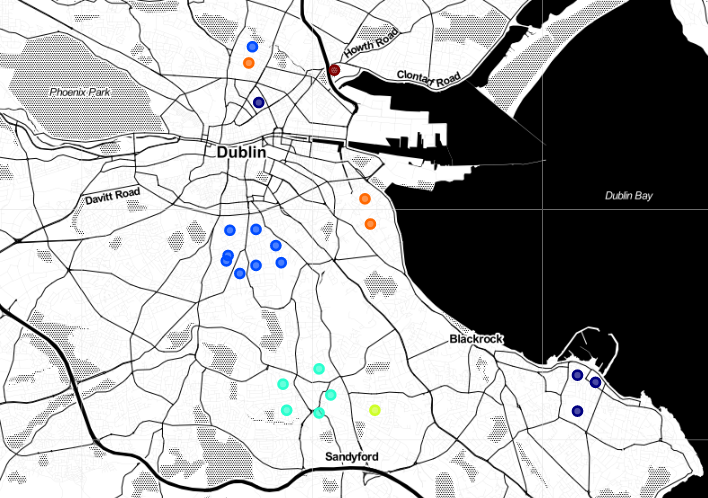 Howth Road
Clontarf Road
Phoenix Park
Dublin
Davitt Road
Dublin Bay
Blackrock
Sandyford